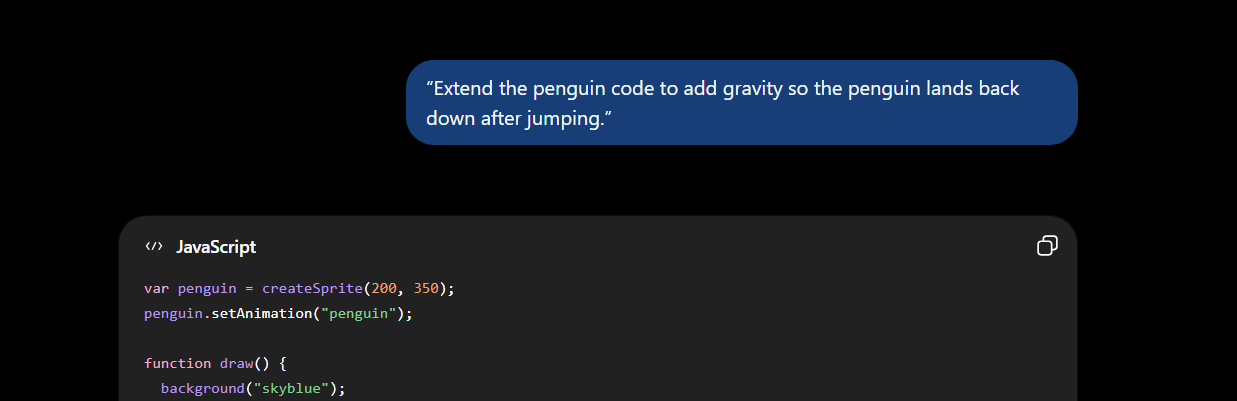 “Extend the penguin code to add gravity so the penguin lands back
down after jumping.”
</> JavaScript
var penguin = createSprite(200, 350);
penguin.setAnimation("penguin");
function draw() {
  background("skyblue");